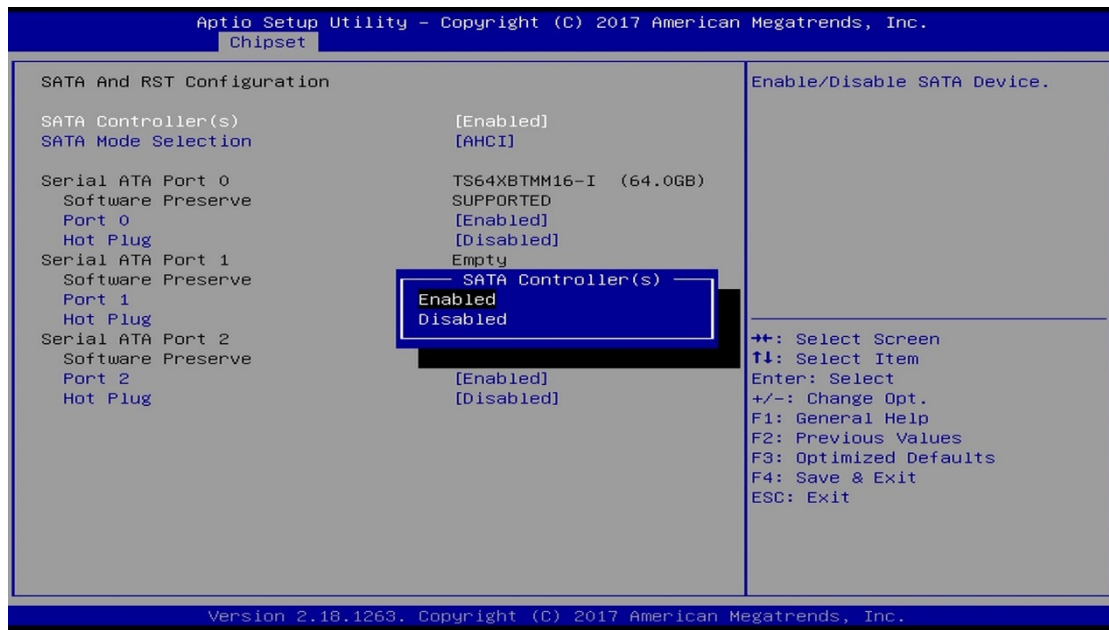 Aptio Setup Utility – Copyright (C) 2017 American Megatrends, Inc.
Chipset
SATA And RST Configuration
Enable/Disable SATA Device.
SATA Controller(s) [Enabled]
SATA Mode Selection [AHCI]
Serial ATA Port 0 TS64XBTMM16-I (64.0GB)
Software Preserve SUPPORTED
Port 0 [Enabled]
Hot Plug [Disabled]
Serial ATA Port 1 Empty
Software Preserve
Port 1
Hot Plug
Serial ATA Port 2
Software Preserve
Port 2 [Enabled]
Hot Plug [Disabled]
SATA Controller(s)
Enabled
Disabled
→←: Select Screen
↑↓: Select Item
Enter: Select
+/-: Change Opt.
F1: General Help
F2: Previous Values
F3: Optimized Defaults
F4: Save & Exit
ESC: Exit
Version 2.18.1263. Copyright (C) 2017 American Megatrends, Inc.